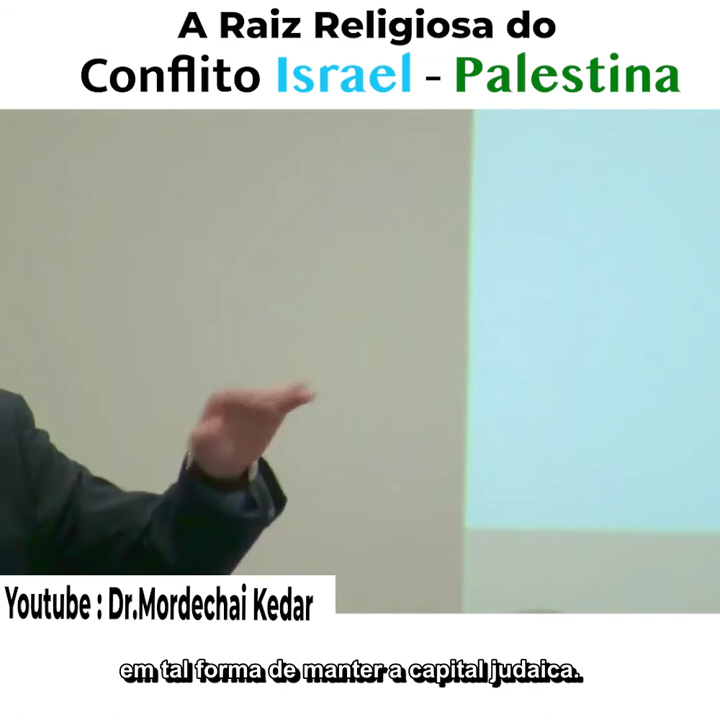 A Raiz Religiosa do
Conflito Israel - Palestina
Youtube : Dr.Mordechai Kedar
em tal forma de manter a capital judaica.